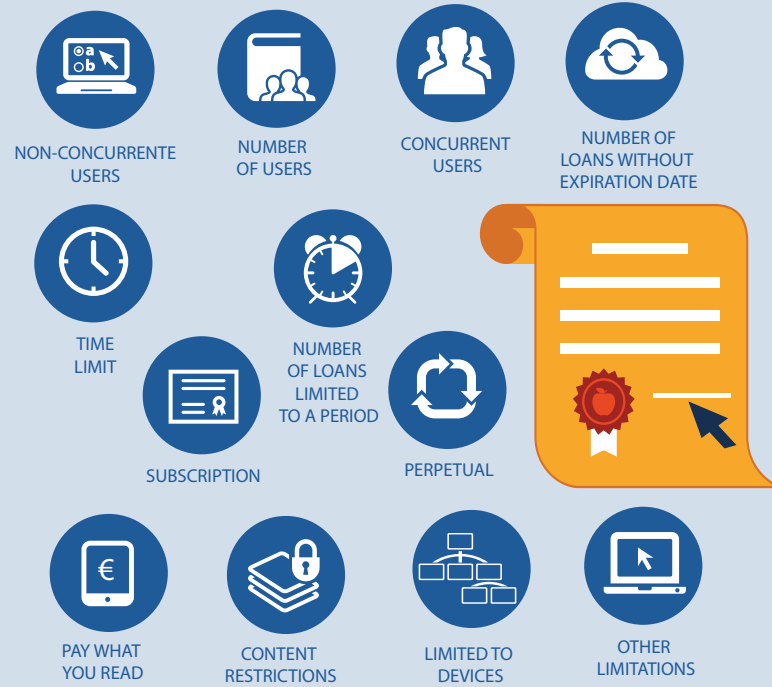 a
b
NON-CONCURRENTE
USERS
NUMBER
OF USERS
CONCURRENT
USERS
NUMBER OF
LOANS WITHOUT
EXPIRATION DATE
TIME
LIMIT
NUMBER
OF LOANS
LIMITED
TO A PERIOD
SUBSCRIPTION
PERPETUAL
€
PAY WHAT
YOU READ
CONTENT
RESTRICTIONS
LIMITED TO
DEVICES
OTHER
LIMITATIONS